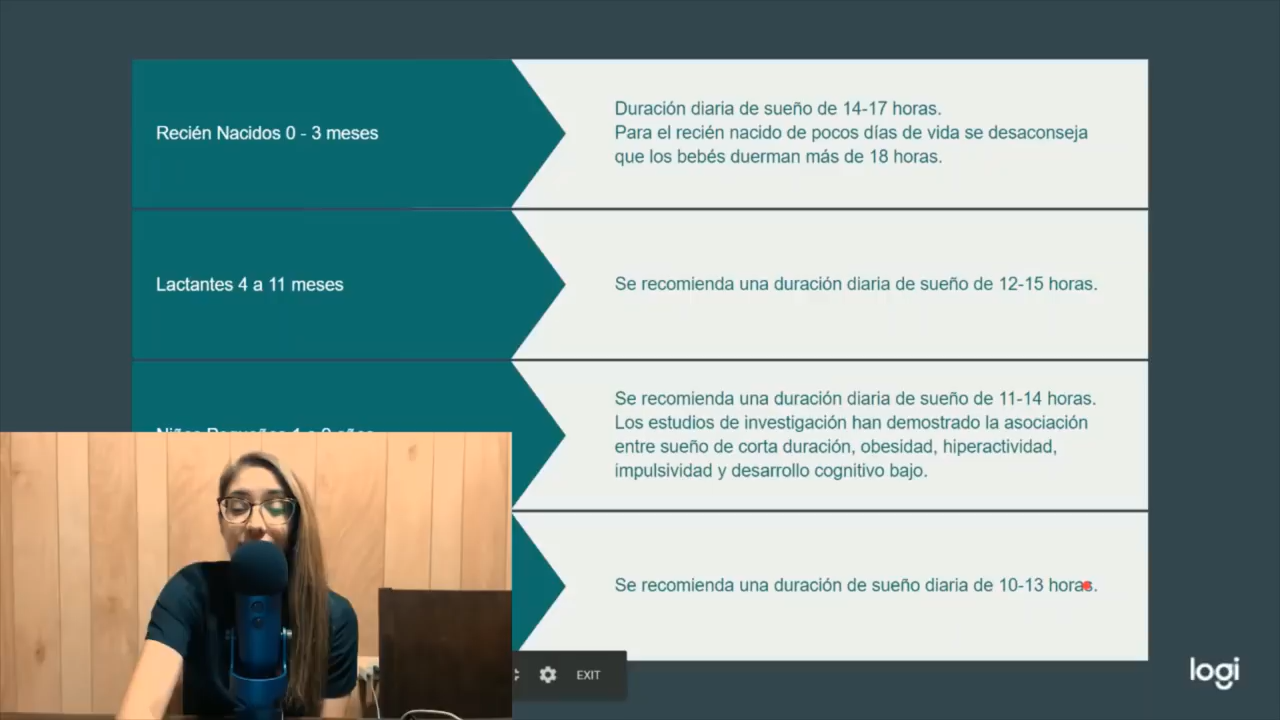 Recién Nacidos 0 - 3 meses
Duración diaria de sueño de 14-17 horas.
Para el recién nacido de pocos días de vida se desaconseja
que los bebés duerman más de 18 horas.
Lactantes 4 a 11 meses
Se recomienda una duración diaria de sueño de 12-15 horas.
Se recomienda una duración diaria de sueño de 11-14 horas.
Los estudios de investigación han demostrado la asociación
entre sueño de corta duración, obesidad, hiperactividad,
impulsividad y desarrollo cognitivo bajo.
Se recomienda una duración de sueño diaria de 10-13 horas.
EXIT
logi